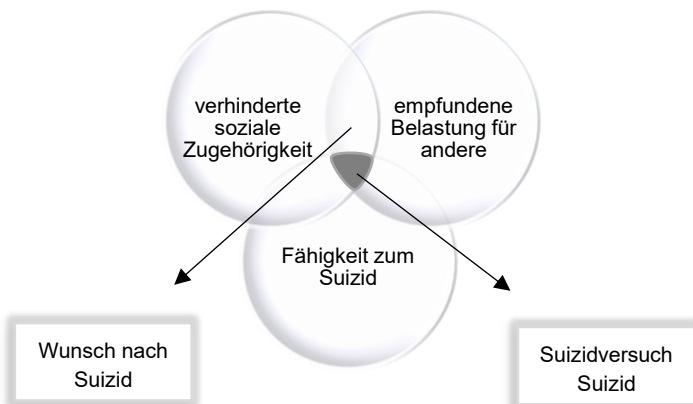 verhinderte
soziale
Zugehörigkeit
empfundene
Belastung für
andere
Fähigkeit zum
Suizid
Wunsch nach
Suizid
Suizidversuch
Suizid